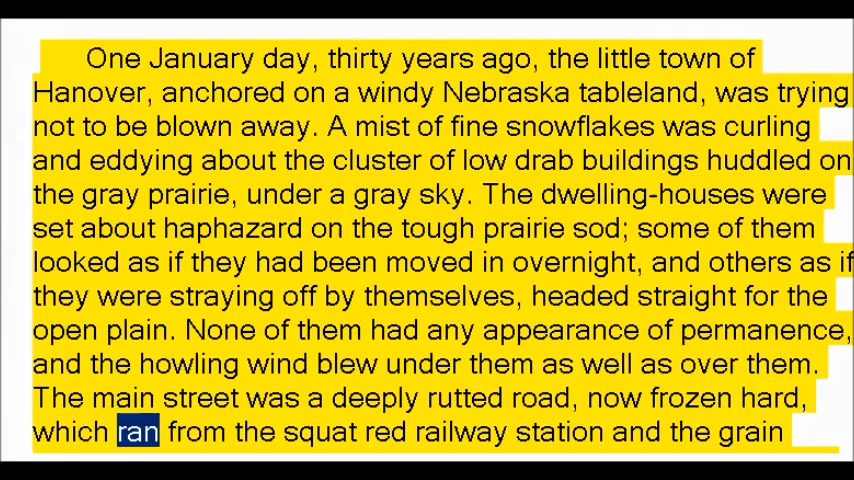 One January day, thirty years ago, the little town of
Hanover, anchored on a windy Nebraska tableland, was trying
not to be blown away. A mist of fine snowflakes was curling
and eddying about the cluster of low drab buildings huddled on
the gray prairie, under a gray sky. The dwelling-houses were
set about haphazard on the tough prairie sod; some of them
looked as if they had been moved in overnight, and others as if
they were straying off by themselves, headed straight for the
open plain. None of them had any appearance of permanence,
and the howling wind blew under them as well as over them.
The main street was a deeply rutted road, now frozen hard,
which ran from the squat red railway station and the grain